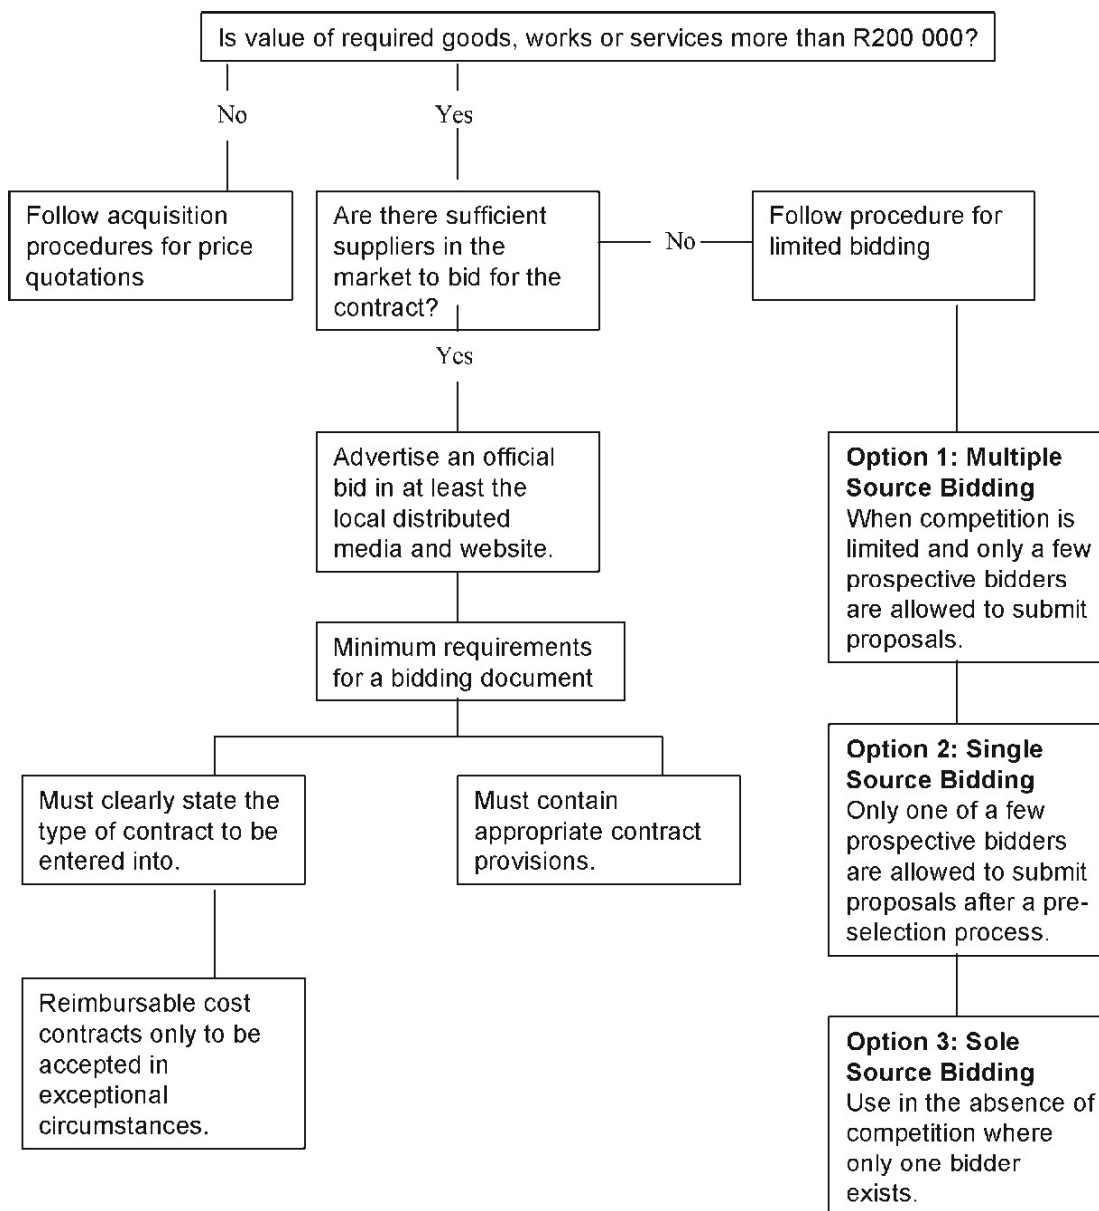 Is value of required goods, works or services more than R200 000?
No
Yes
Follow acquisition
procedures for price
quotations
Are there sufficient
suppliers in the
market to bid for the
contract?
No
Follow procedure for
limited bidding
Yes
Advertise an official
bid in at least the
local distributed
media and website.
Minimum requirements
for a bidding document
Must clearly state the
type of contract to be
entered into.
Must contain
appropriate contract
provisions.
Reimbursable cost
contracts only to be
accepted in
exceptional
circumstances.
Option 1: Multiple
Source Bidding
When competition is
limited and only a few
prospective bidders
are allowed to submit
proposals.
Option 2: Single
Source Bidding
Only one of a few
prospective bidders
are allowed to submit
proposals after a pre-
selection process.
Option 3: Sole
Source Bidding
Use in the absence of
competition where
only one bidder
exists.